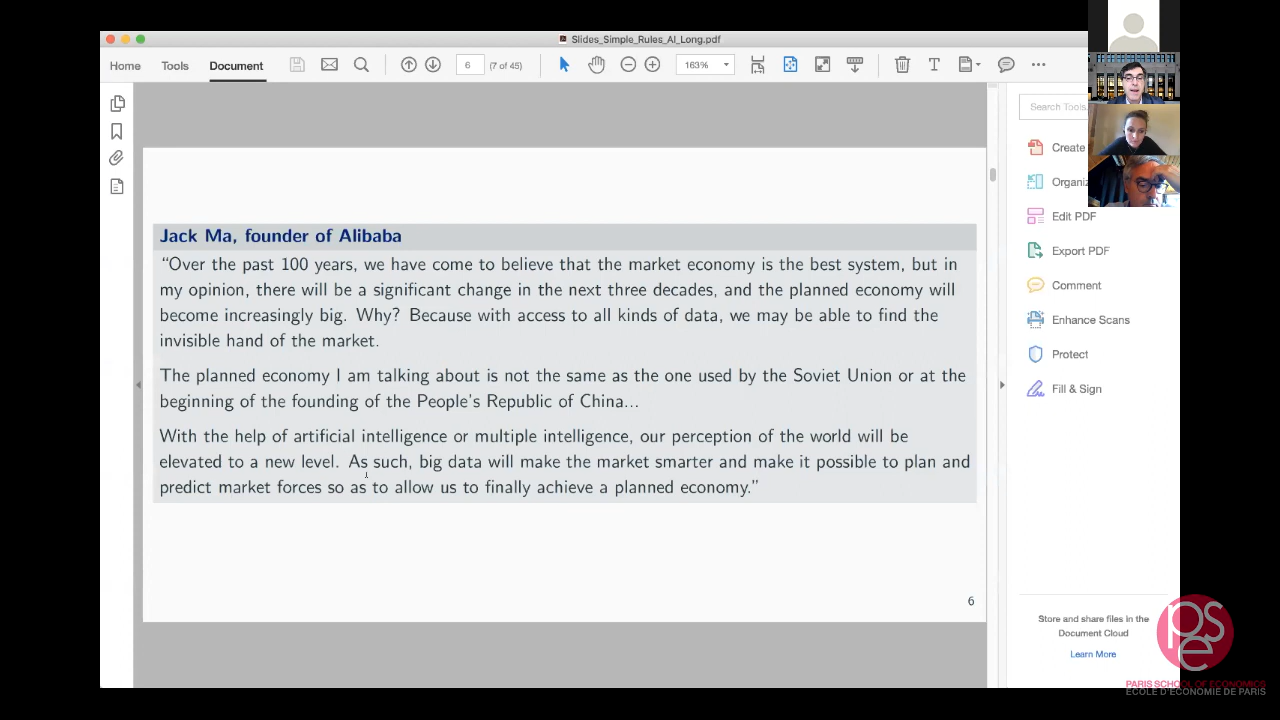 Slides_Simple_Rules_AI_Long.pdf
Home
Tools
Document
6
(7 of 45)
163%
Search Tools
Create
Organiz
Edit PDF
Export PDF
Comment
Enhance Scans
Protect
Fill & Sign
Jack Ma, founder of Alibaba
“Over the past 100 years, we have come to believe that the market economy is the best system, but in
my opinion, there will be a significant change in the next three decades, and the planned economy will
become increasingly big. Why? Because with access to all kinds of data, we may be able to find the
invisible hand of the market.
The planned economy I am talking about is not the same as the one used by the Soviet Union or at the
beginning of the founding of the People’s Republic of China...
With the help of artificial intelligence or multiple intelligence, our perception of the world will be
elevated to a new level. As such, big data will make the market smarter and make it possible to plan and
predict market forces so as to allow us to finally achieve a planned economy.”
6
Store and share files in the
Document Cloud
Learn More
pse
PARIS SCHOOL OF ECONOMICS
ECOLE D'ECONOMIE DE PARIS